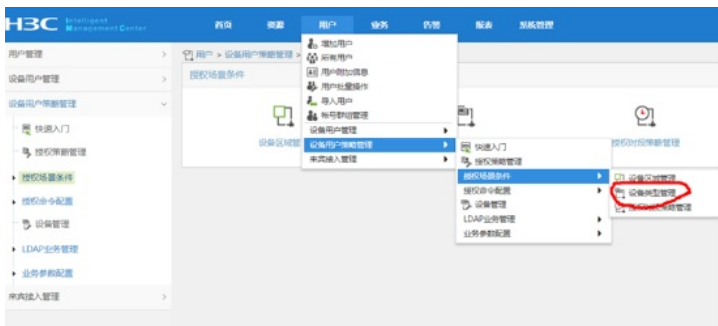 H3C Intelligent Management Center
首页 资源 用户 业务 告警 报表 系统管理
用户管理
设备用户管理
设备用户策略管理
快速入门
授权策略管理
授权场景条件
授权命令配置
设备管理
LDAP业务管理
业务参数配置
来宾接入管理
用户 > 设备用户策略管理 >
授权场景条件
设备区域管
授权时段策略管理
增加用户
所有用户
用户附加信息
用户批量操作
导入用户
帐号群组管理
设备用户管理
设备用户策略管理
来宾接入管理
快速入门
授权策略管理
授权场景条件
授权命令配置
设备管理
LDAP业务管理
业务参数配置
设备区域管理
设备类型管理
授权时段策略管理